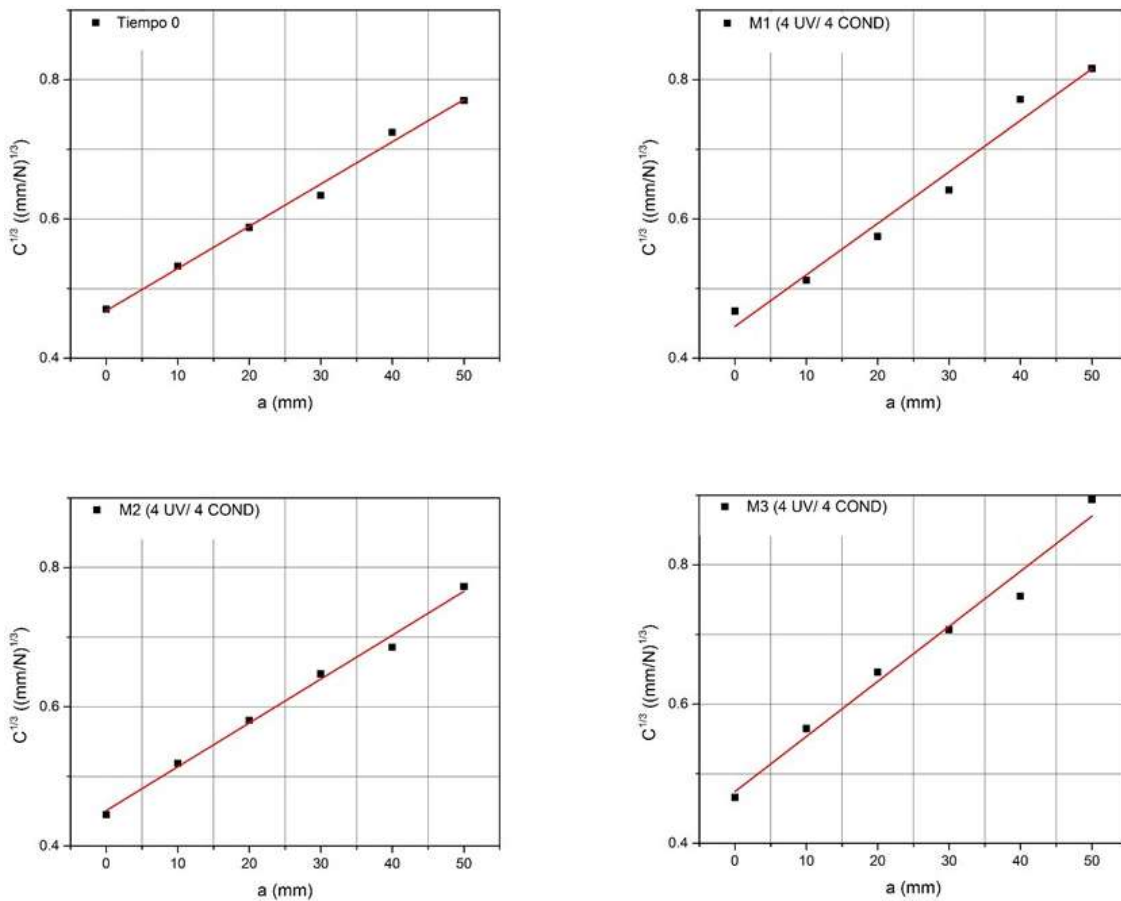 Tiempo 0
0.8
0.6
0.4
C1/3 ((mm/N)1/3)
0 10 20 30 40 50
a (mm)
M1 (4 UV/ 4 COND)
0.8
0.6
0.4
C1/3 ((mm/N)1/3)
0 10 20 30 40 50
a (mm)
M2 (4 UV/ 4 COND)
0.8
0.6
0.4
C1/3 ((mm/N)1/3)
0 10 20 30 40 50
a (mm)
M3 (4 UV/ 4 COND)
0.8
0.6
0.4
C1/3 ((mm/N)1/3)
0 10 20 30 40 50
a (mm)